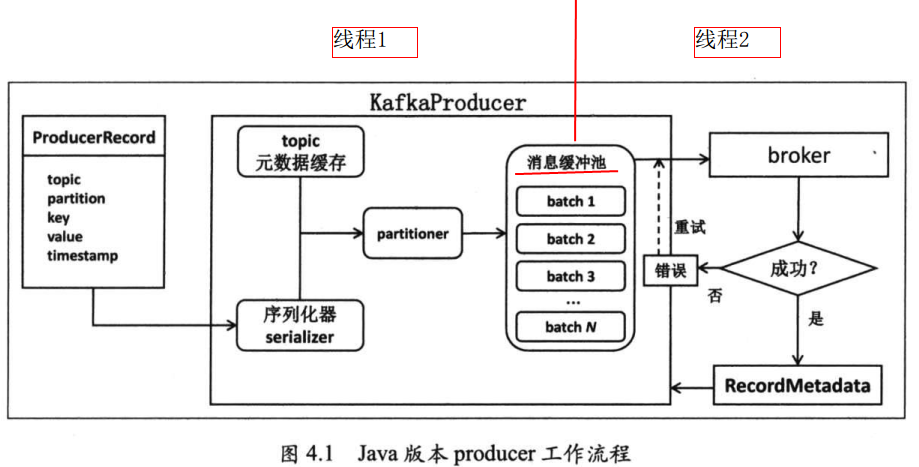 线程1
线程2
KafkaProducer
ProducerRecord
topic
partition
key
value
timestamp
topic
元数据缓存
序列化器
serializer
partitioner
消息缓冲池
batch 1
batch 2
batch 3
...
batch N
broker
重试
错误
成功?
否
是
RecordMetadata
图 4.1 Java 版本 producer 工作流程